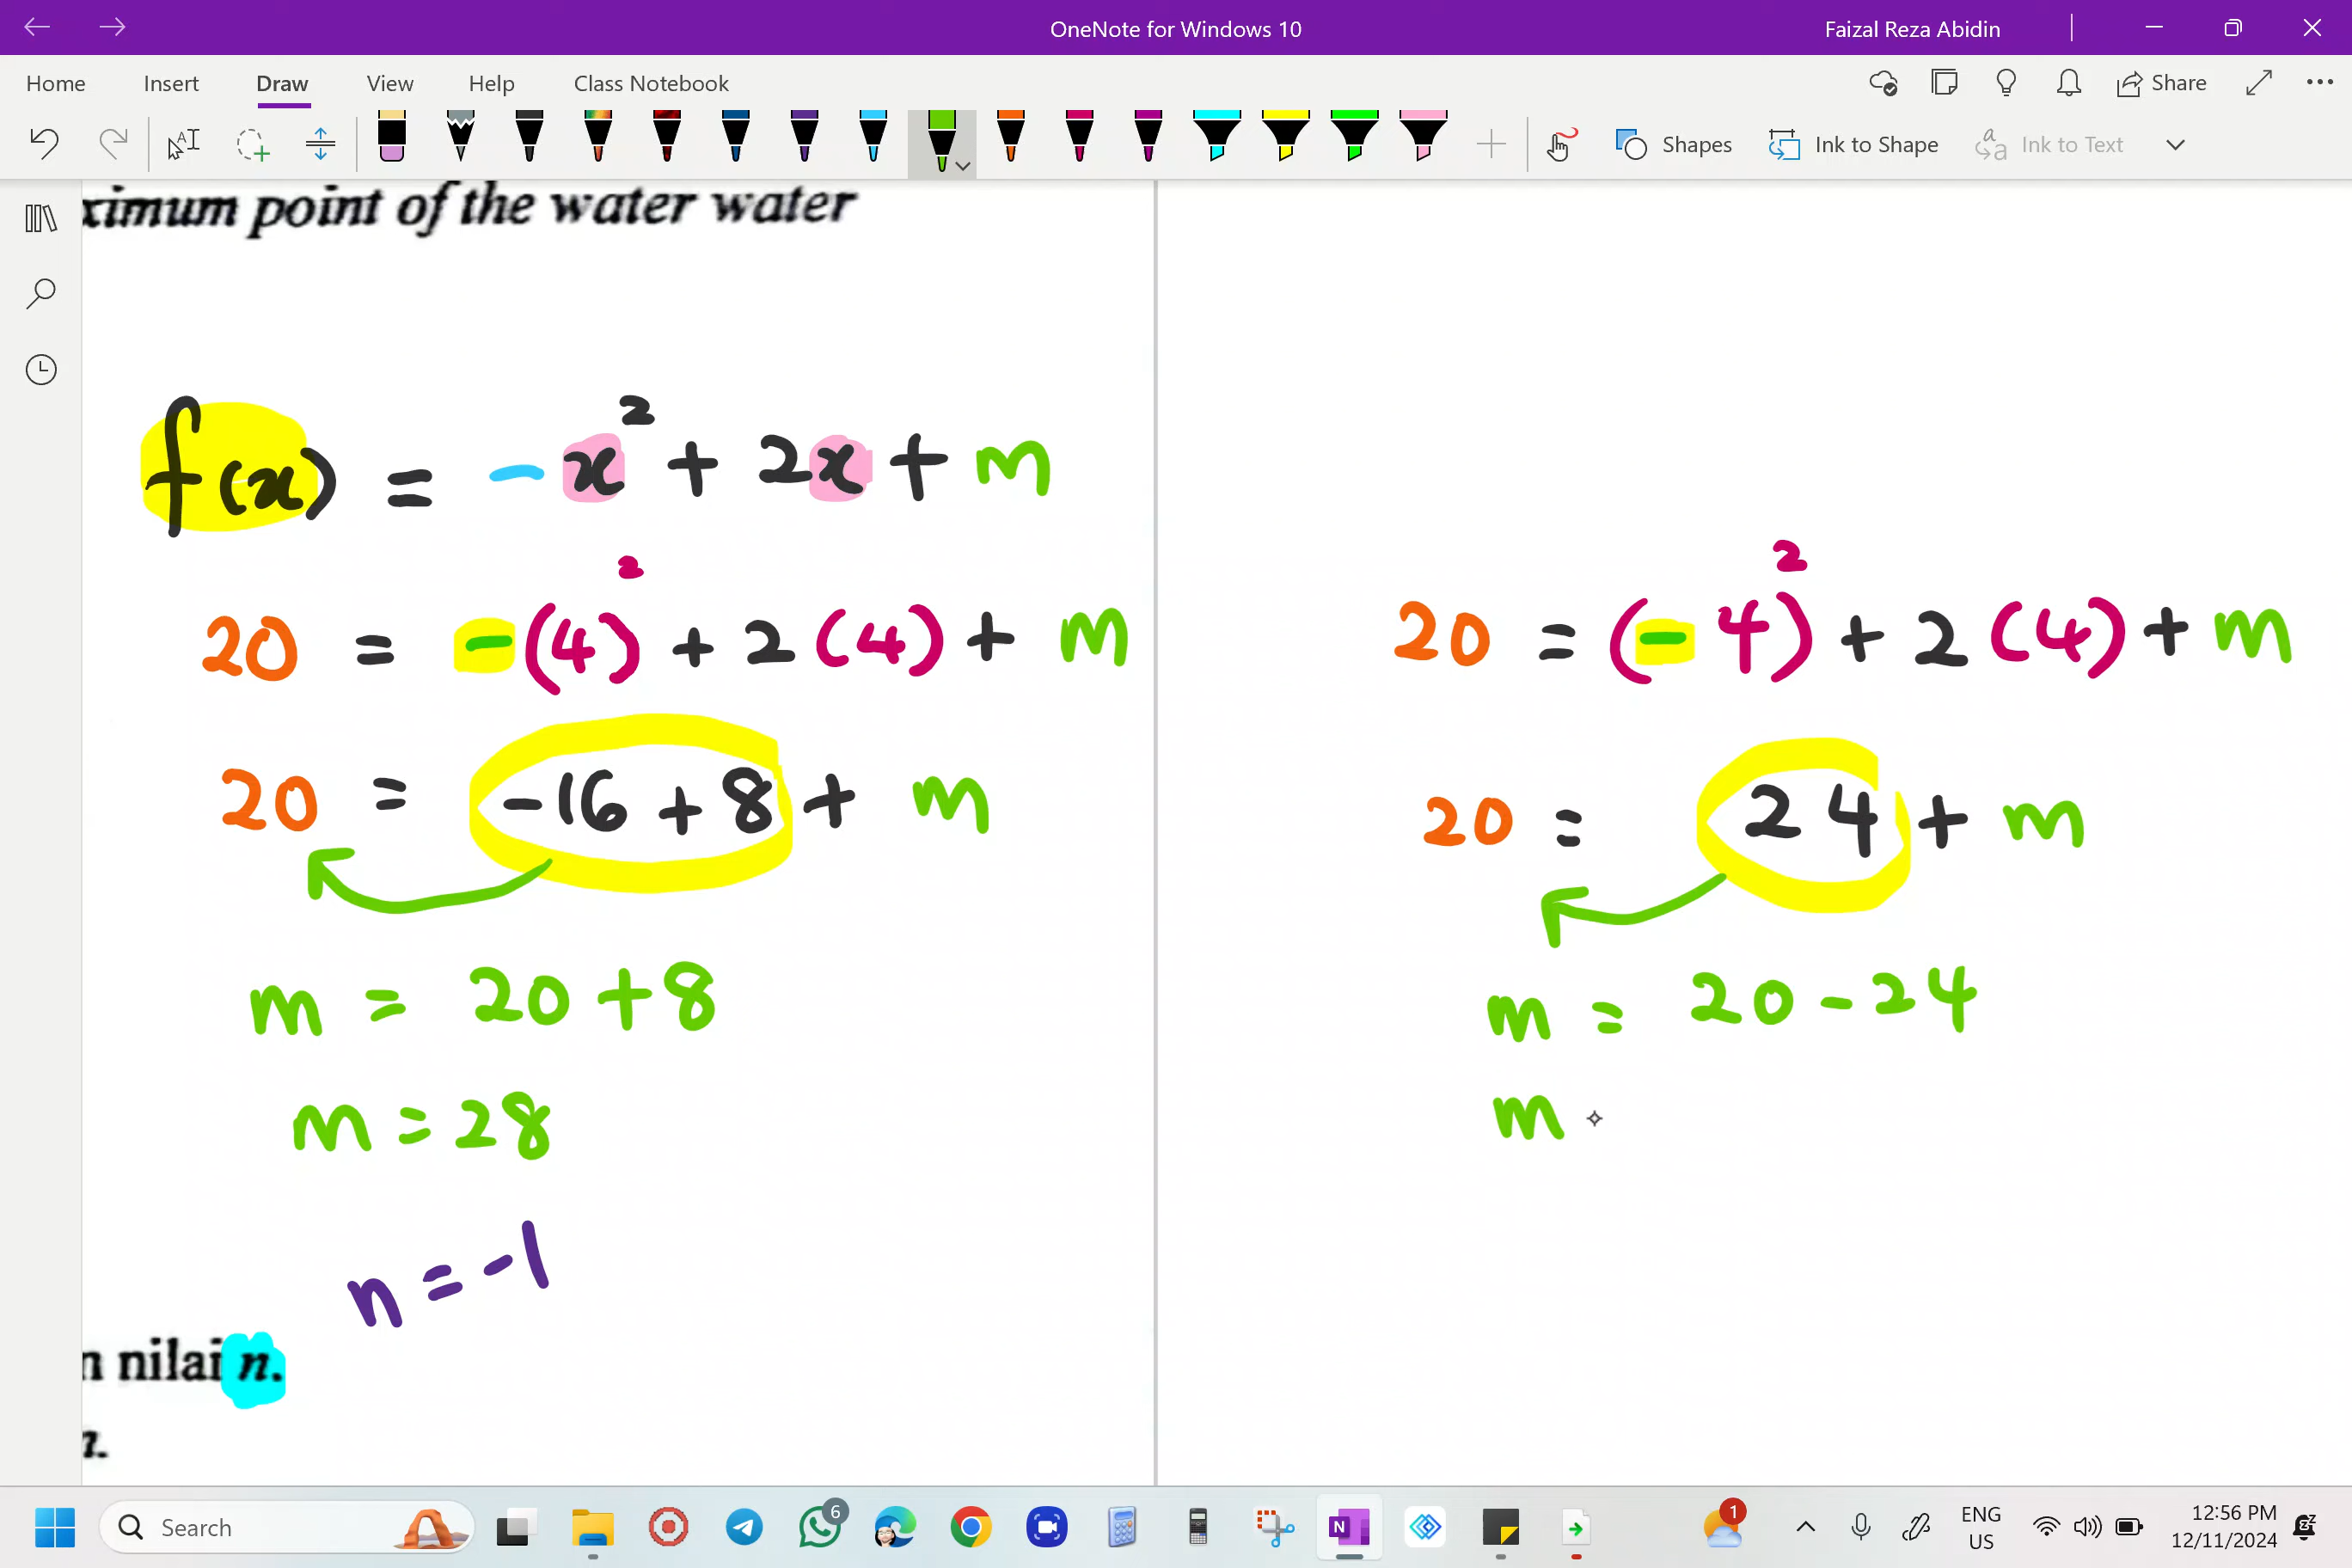 OneNote for Windows 10
Faizal Reza Abidin
Home Insert Draw View Help Class Notebook
Share
Shapes
Ink to Shape
Ink to Text
ximum point of the water water
f(x) = -x² + 2x + m
20 = -(4)² + 2(4) + m
20 = -16 + 8 + m
m = 20 + 8
m = 28
n = -1
n nilai n.
n.
20 = (-4)² + 2(4) + m
20 = 24 + m
m = 20 - 24
m
Search
6
1
ENG
US
12:56 PM
12/11/2024